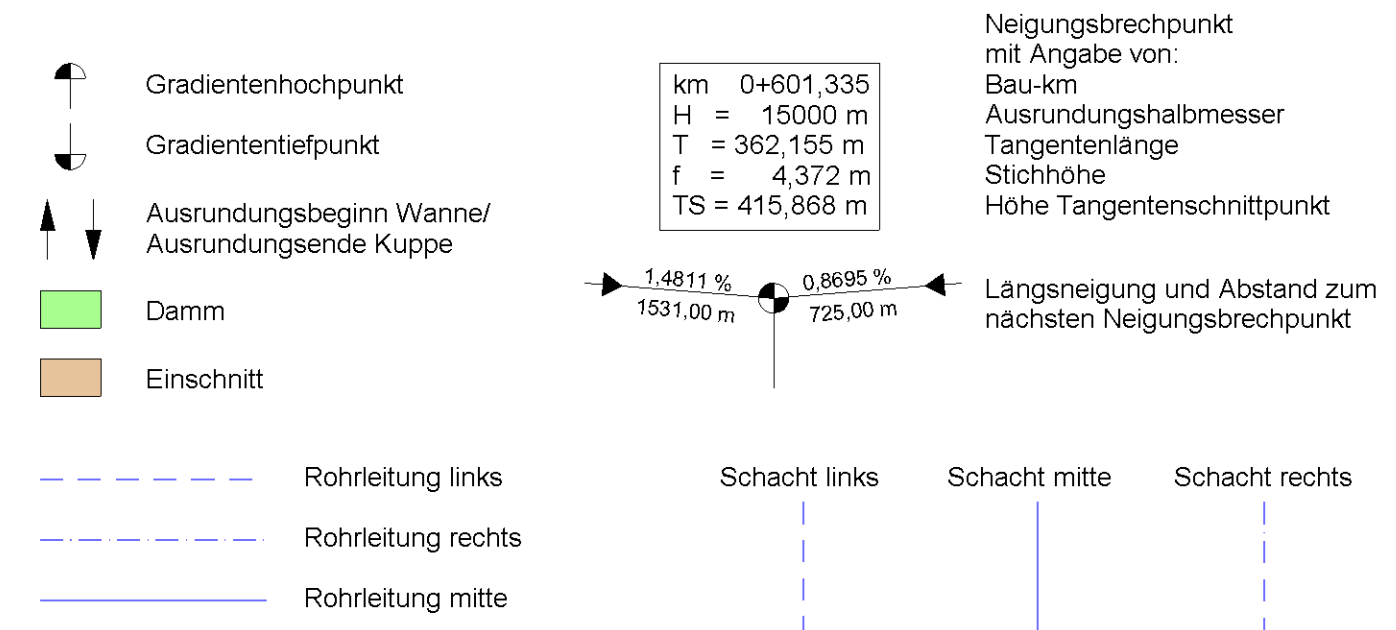 Gradientenhochpunkt
Gradiententiefpunkt
Ausrundungsbeginn Wanne/
Ausrundungsende Kuppe
Damm
Einschnitt
km 0+601,335
H = 15000 m
T = 362,155 m
f = 4,372 m
TS = 415,868 m
Neigungsbrechpunkt
mit Angabe von:
Bau-km
Ausrundungshalbmesser
Tangentenlänge
Stichhöhe
Höhe Tangentenschnittpunkt
1,4811 %
1531,00 m
0,8695 %
725,00 m
Längsneigung und Abstand zum
nächsten Neigungsbrechpunkt
Rohrleitung links
Rohrleitung rechts
Rohrleitung mitte
Schacht links
Schacht mitte
Schacht rechts